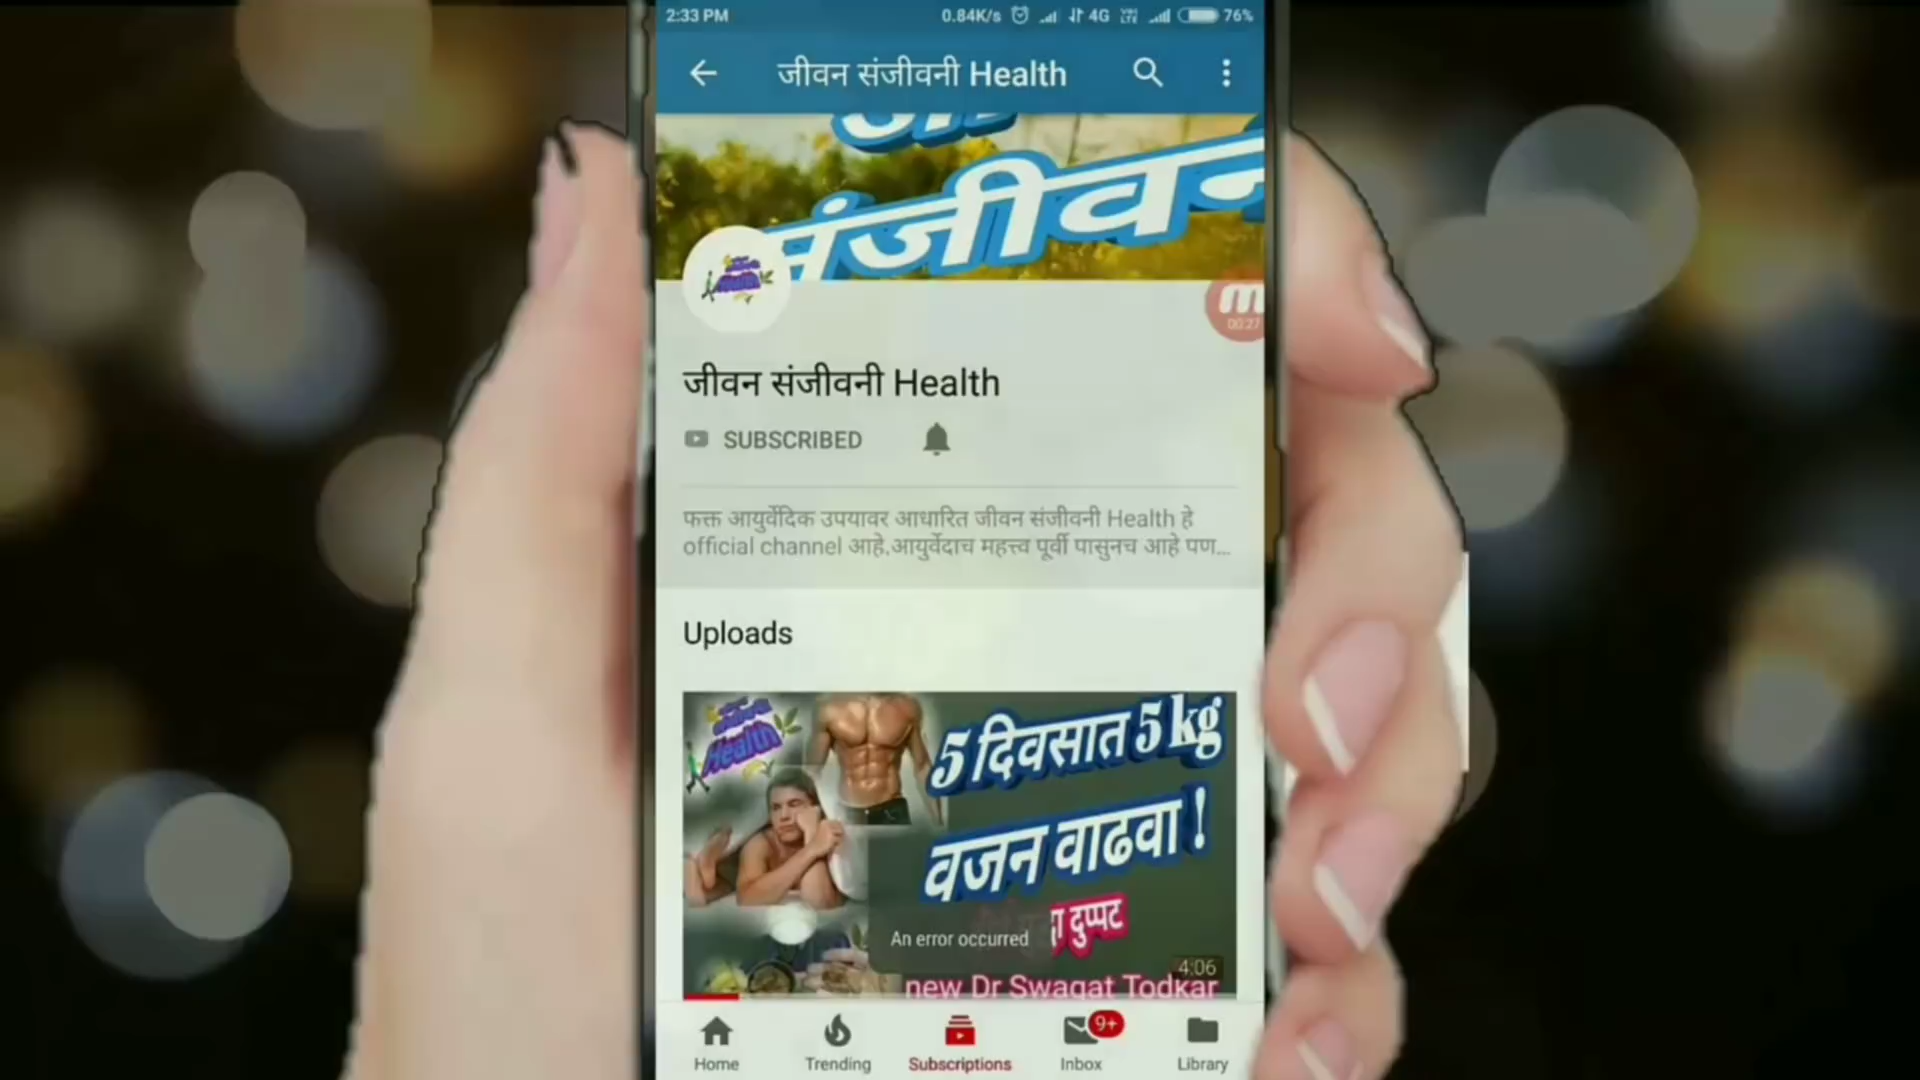 2:33 PM 0.84K/s 4G 76%
जीवन संजीवनी Health
संजीवन
00:27
जीवन संजीवनी Health
SUBSCRIBED
फक्त आयुर्वेदिक उपयावर आधारित जीवन संजीवनी Health हे
official channel आहे.आयुर्वेदाच महत्त्व पूर्वी पासुनच आहे पण...
Uploads
Health
5 दिवसात 5 kg
वजन वाढवा !
दुप्पट
An error occurred
4:06
new Dr Swagat Todkar
9+
Home Trending Subscriptions Inbox Library